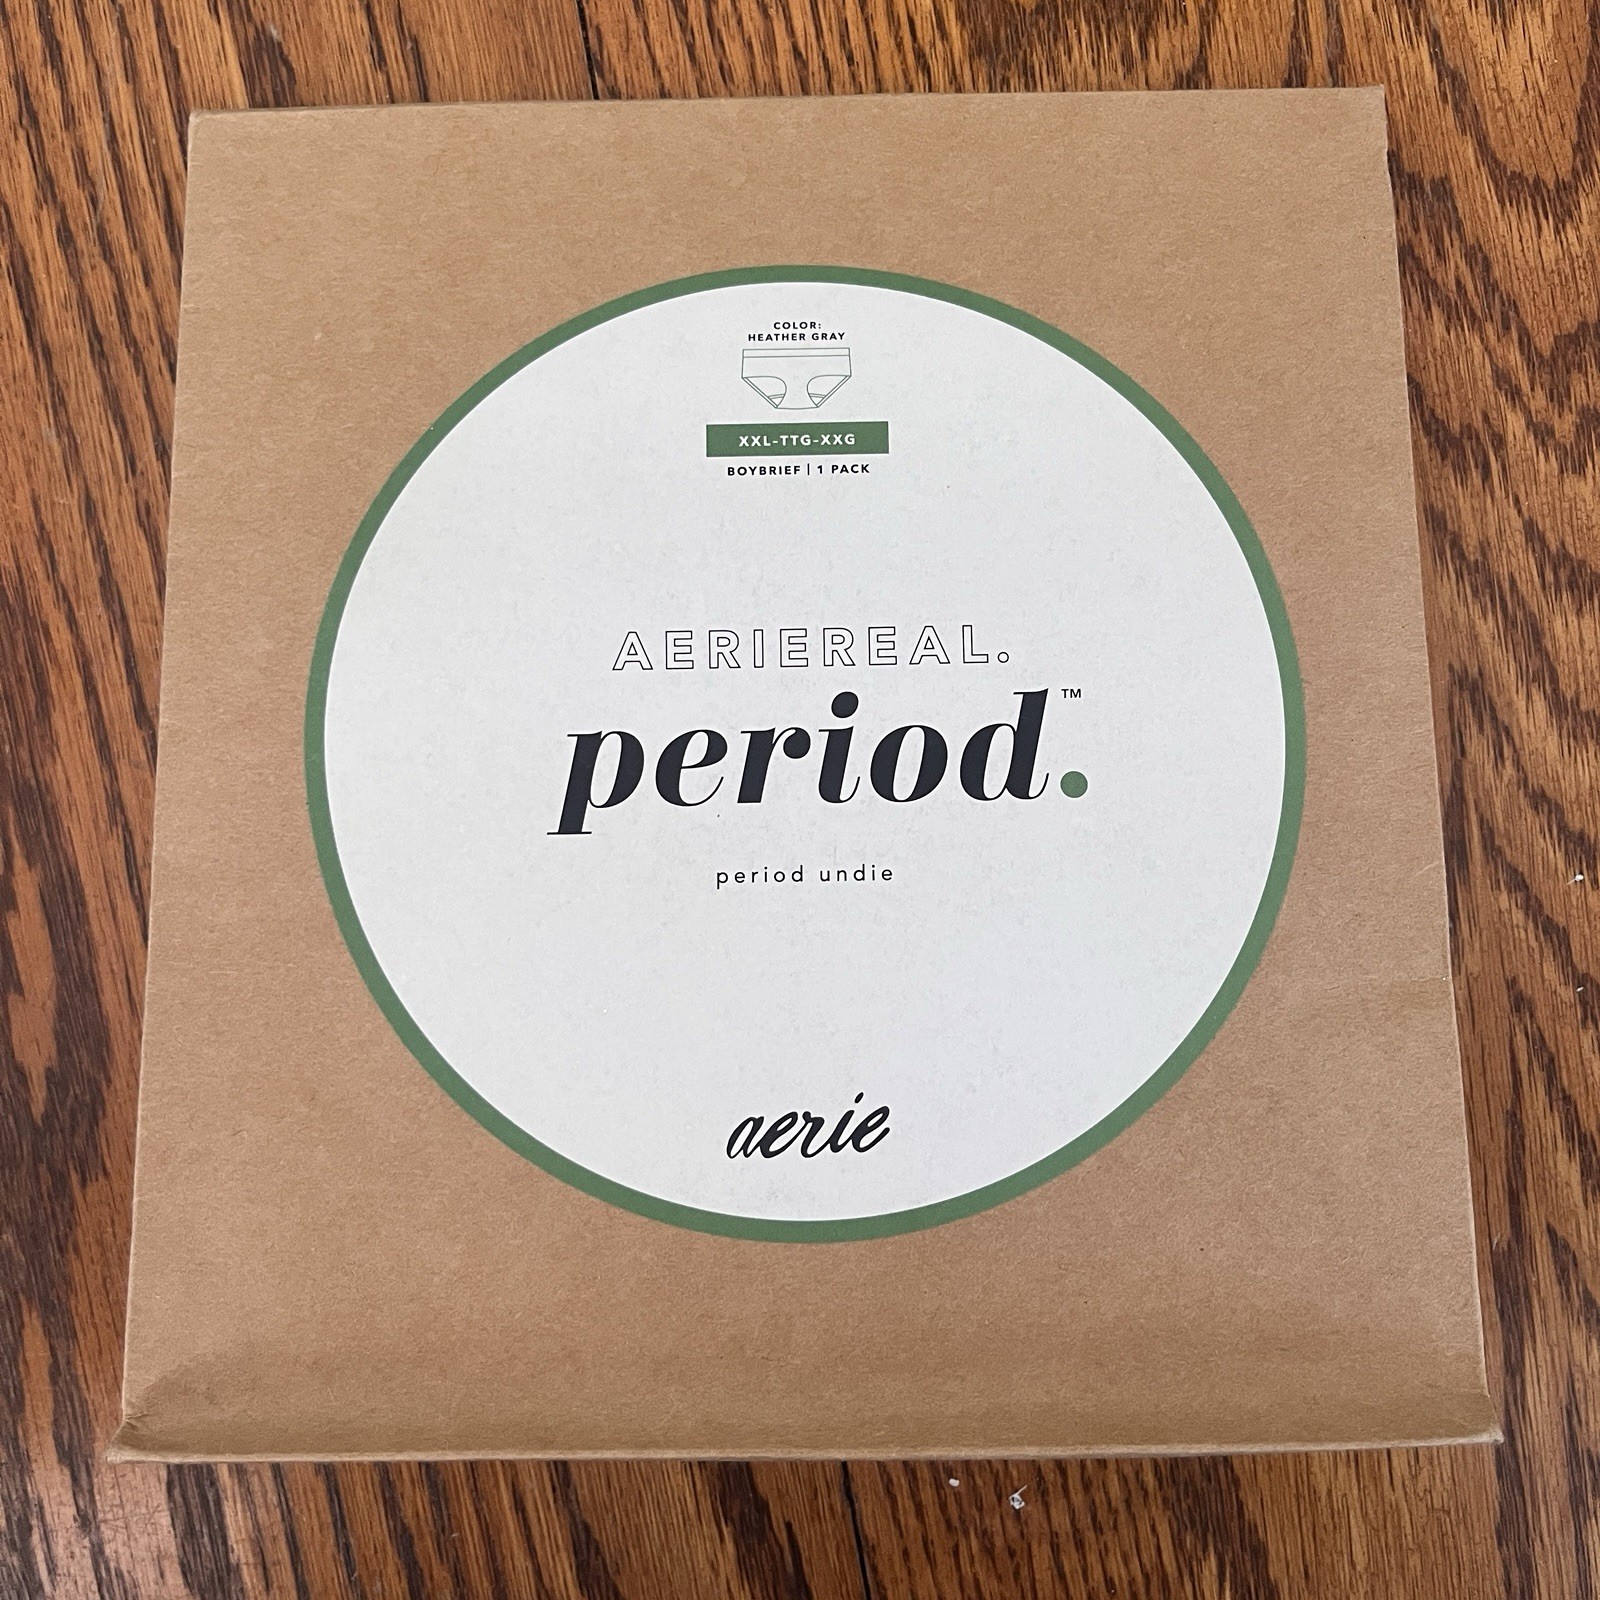 COLOR:
HEATHER GRAY
XXL-TTG-XXG
BOYBRIEF | 1 PACK
AERIEREAL.
period.™
period undie
aerie